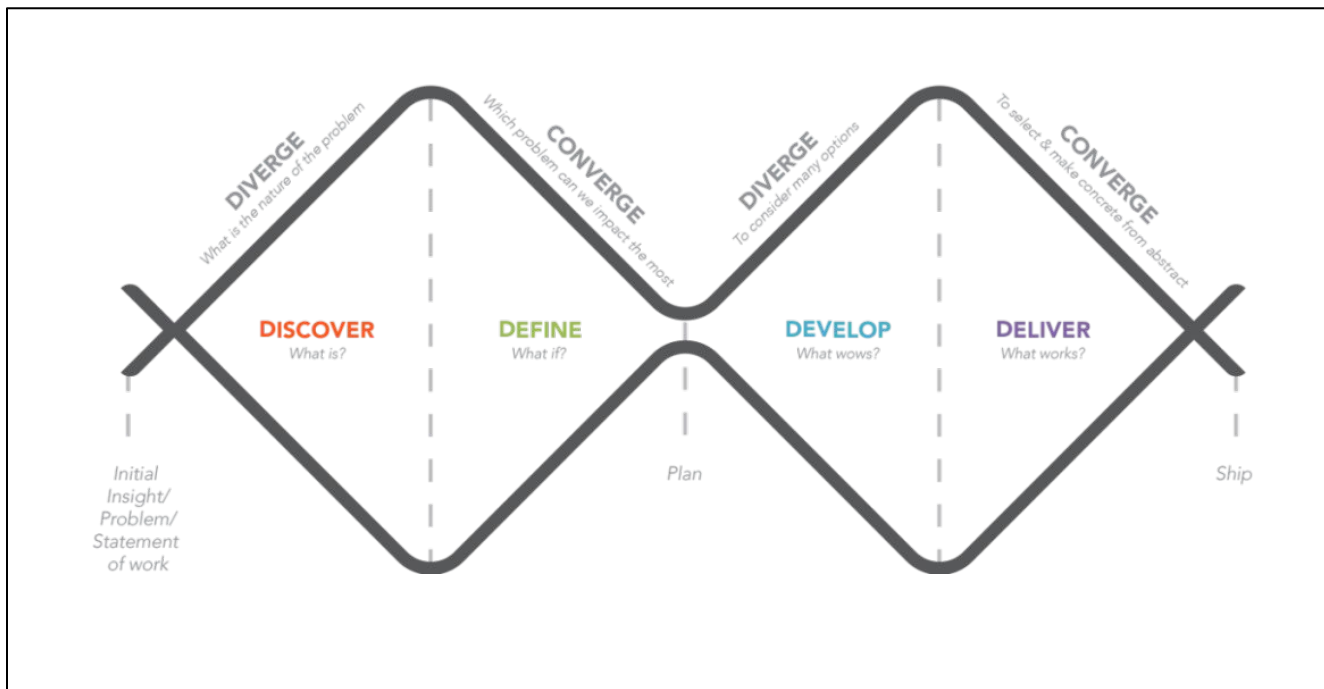 DIVERGE
What is the nature of the problem
CONVERGE
Which problem can we impact the most
DIVERGE
To consider many options
CONVERGE
To select & make concrete from abstract
DISCOVER
What is?
DEFINE
What if?
DEVELOP
What wows?
DELIVER
What works?
Initial
Insight/
Problem/
Statement
of work
Plan
Ship